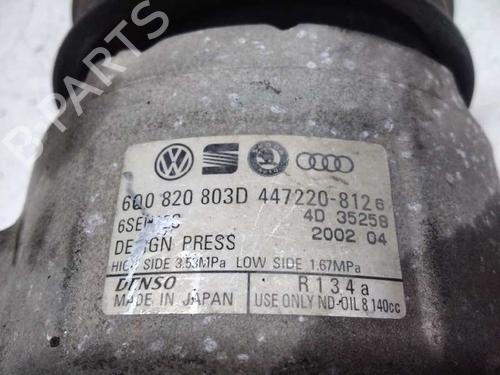 6Q0 820 803D 447220-8126
6SEU12C 4D 35258
DESIGN PRESS 2002 04
HIGH SIDE 3.53MPa LOW SIDE 1.67MPa
DENSO R134a
MADE IN JAPAN USE ONLY ND-OIL 8 140cc
B-Parts